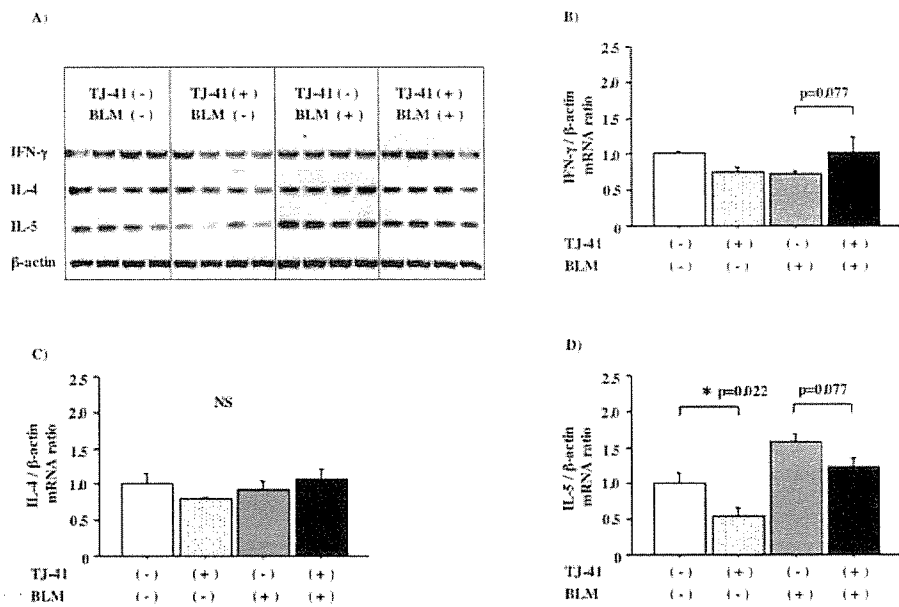 A)
TJ-41 (-) TJ-41 (+) TJ-41 (-) TJ-41 (+)
BLM (-) BLM (-) BLM (+) BLM (+)
IFN-γ
IL-4
IL-5
β-actin
B)
IFN-γ / β-actin
mRNA ratio
2.5
2.0
1.5
1.0
0.5
0
p=0.077
TJ-41 (-) (+) (-) (+)
BLM (-) (-) (+) (+)
C)
IL-4 / β-actin
mRNA ratio
2.5
2.0
1.5
1.0
0.5
0
NS
TJ-41 (-) (+) (-) (+)
BLM (-) (-) (+) (+)
D)
IL-5 / β-actin
mRNA ratio
2.5
2.0
1.5
1.0
0.5
0
* p=0.022 p=0.077
TJ-41 (-) (+) (-) (+)
BLM (-) (-) (+) (+)